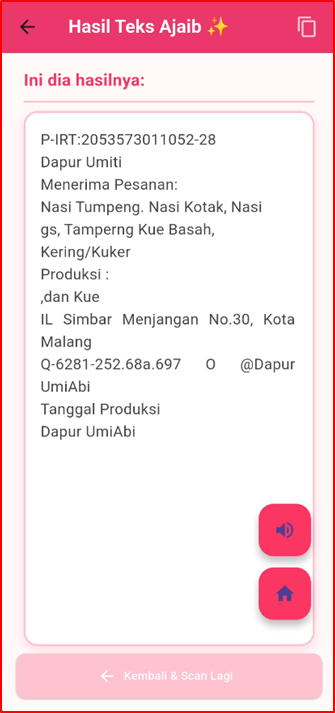 Hasil Teks Ajaib ✨
Ini dia hasilnya:
P-IRT:2053573011052-28
Dapur Umiti
Menerima Pesanan:
Nasi Tumpeng. Nasi Kotak, Nasi
gs, Tamperng Kue Basah,
Kering/Kuker
Produksi :
,dan Kue
IL Simbar Menjangan No.30, Kota
Malang
Q-6281-252.68a.697 O @Dapur
UmiAbi
Tanggal Produksi
Dapur UmiAbi
Kembali & Scan Lagi